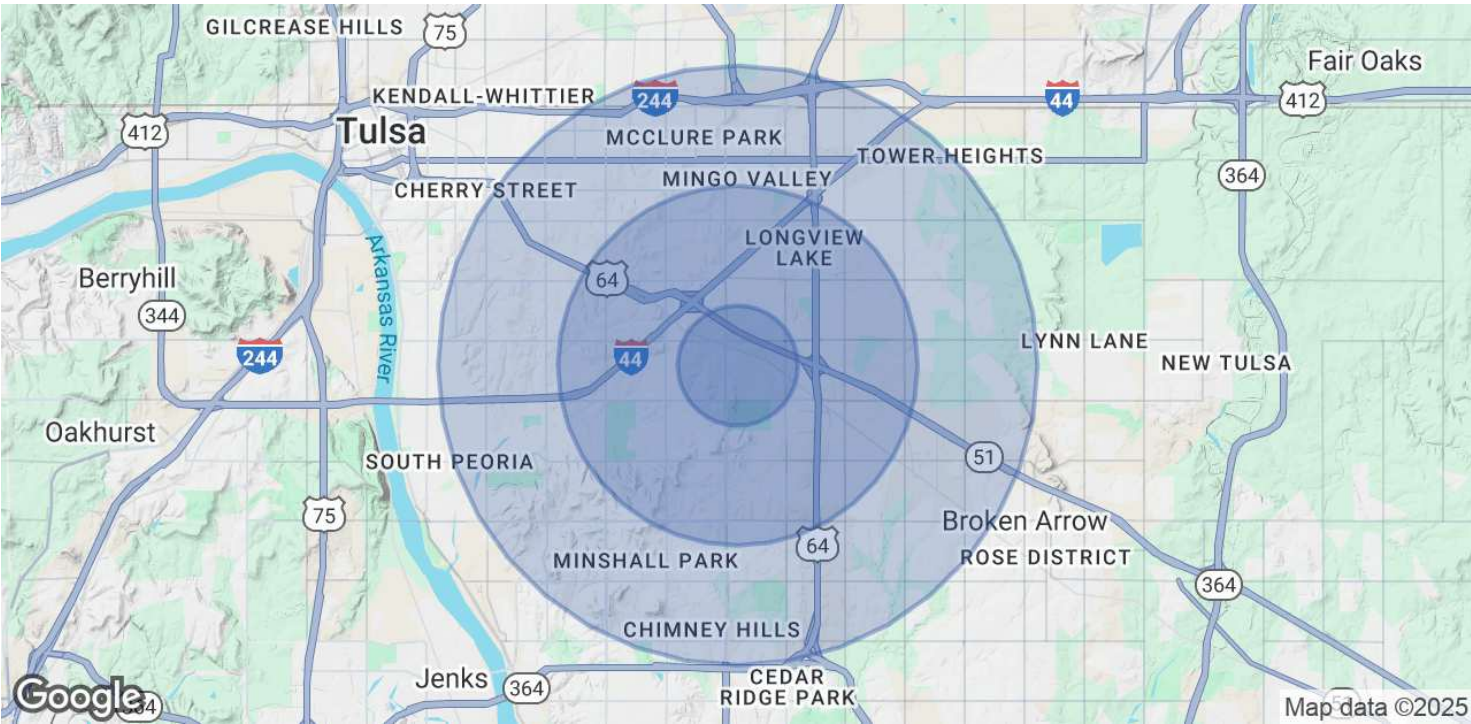 GILCREASE HILLS
75
Fair Oaks
KENDALL-WHITTIER
244
44
412
412
Tulsa
MCCLURE PARK
TOWER HEIGHTS
CHERRY STREET
MINGO VALLEY
364
LONGVIEW
LAKE
Arkansas River
Berryhill
64
344
244
44
LYNN LANE
NEW TULSA
Oakhurst
SOUTH PEORIA
51
75
Broken Arrow
64
MINSHALL PARK
ROSE DISTRICT
364
CHIMNEY HILLS
Jenks
364
CEDAR
RIDGE PARK
Google
Map data ©2025